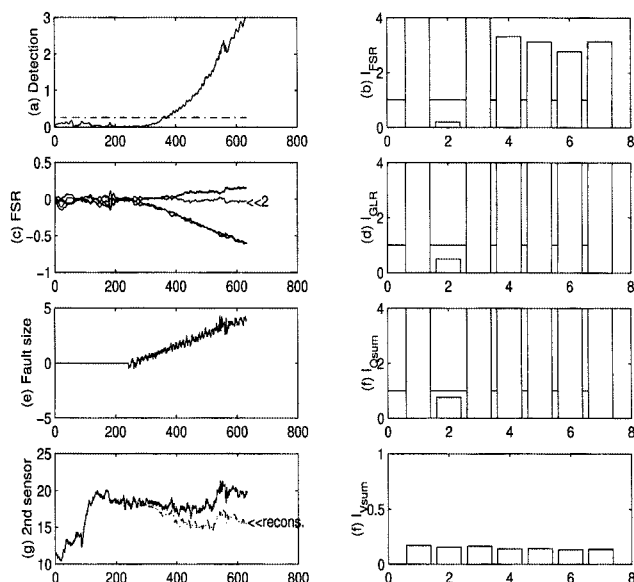 3
2
1
0
0 200 400 600 800
(a) Detection
4
2
0
0 2 4 6 8
(b) I_FSR
0.5
0
−0.5
−1
0 200 400 600 800
(c) FSR
<<2
4
2
0
0 2 4 6 8
(d) I_GLR
5
0
−5
0 200 400 600 800
(e) Fault size
4
2
0
0 2 4 6 8
(f) I_Qsum
25
20
15
10
0 200 400 600 800
(g) 2nd sensor
<<recons.
1
0.5
0
0 2 4 6 8
(f) I_Vsum